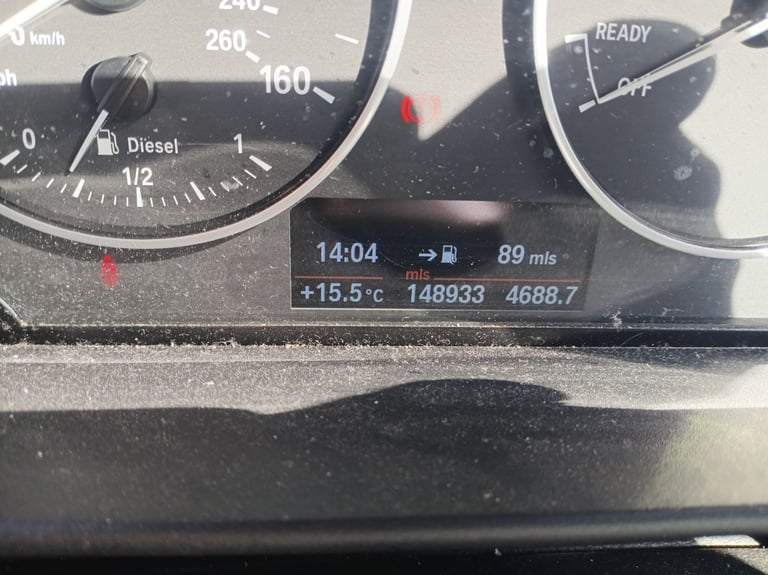 240
km/h
260
160
READY
OFF
0
Diesel
1
1/2
14:04 89 mls
mls
+15.5°C 148933 4688.7